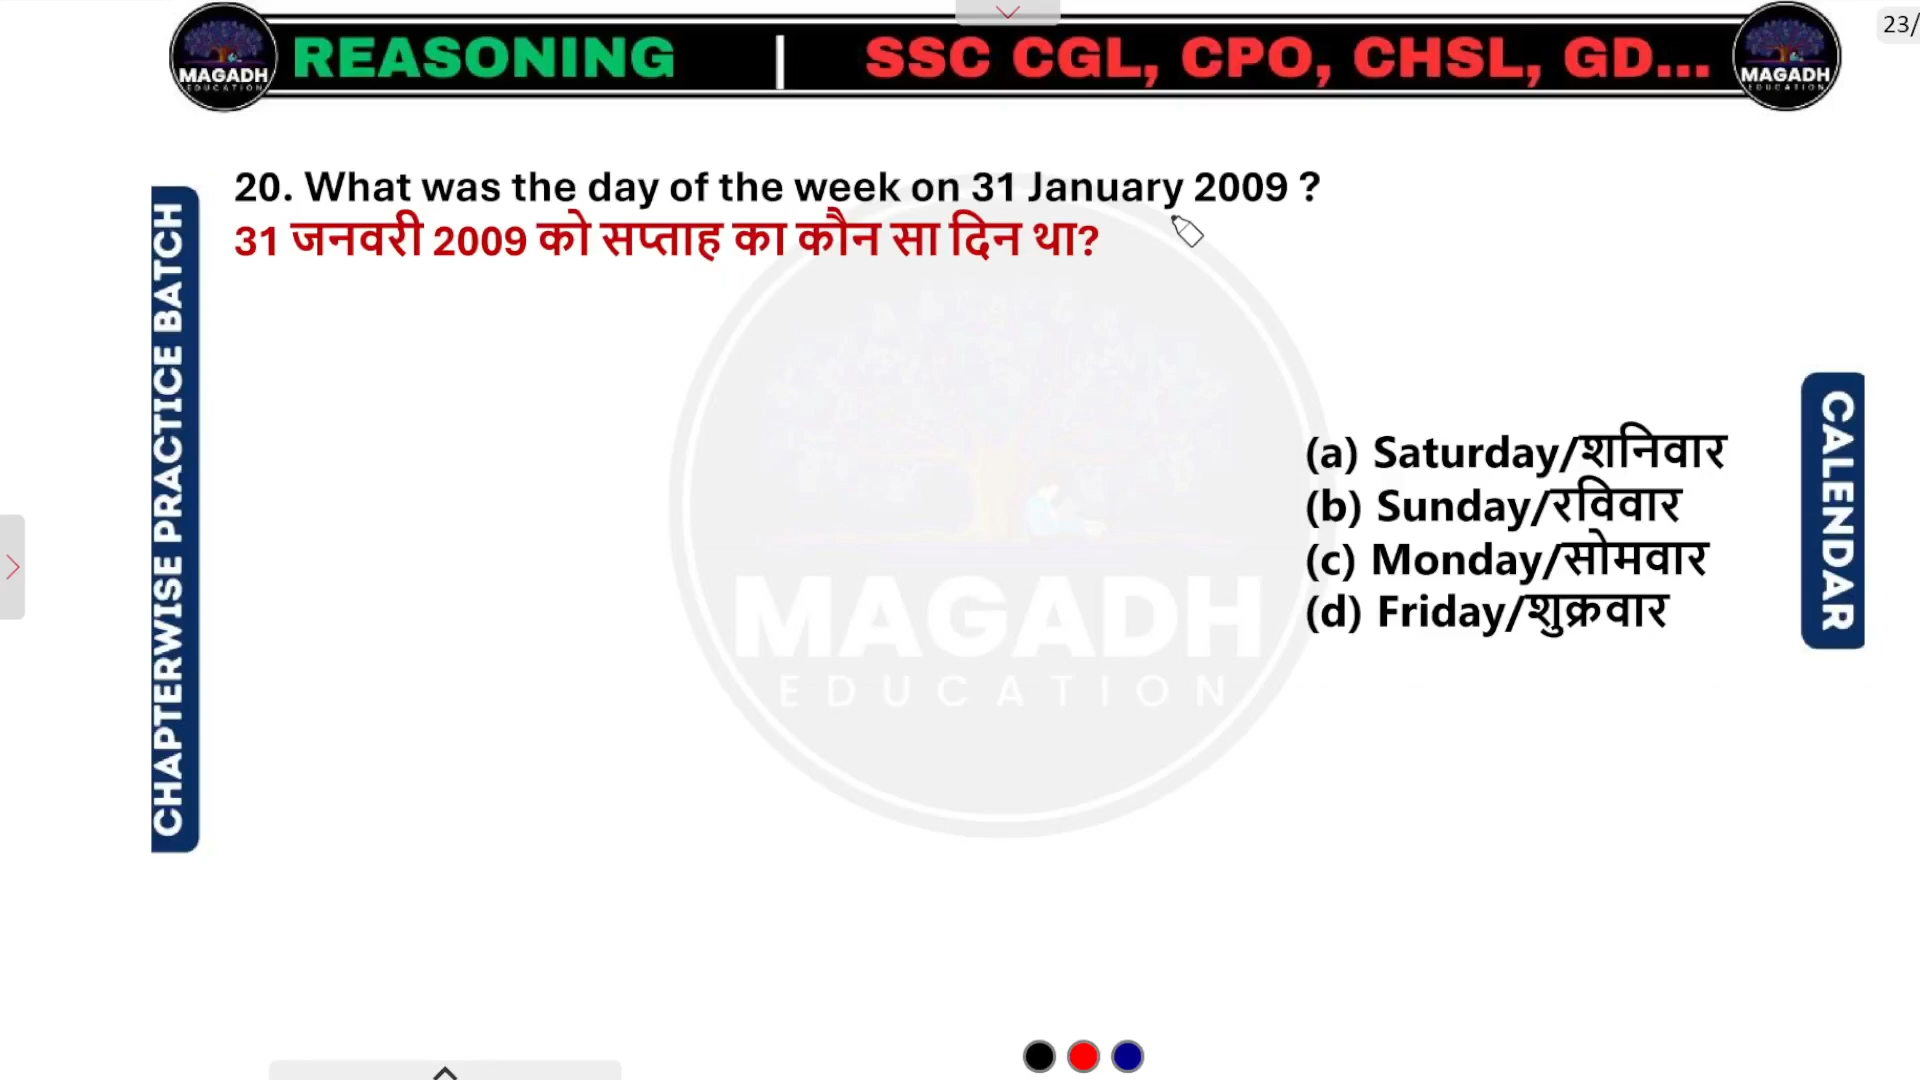 MAGADH
EDUCATION
REASONING | SSC CGL, CPO, CHSL, GD...
MAGADH
EDUCATION
23/
CHAPTERWISE PRACTICE BATCH
20. What was the day of the week on 31 January 2009 ?
31 जनवरी 2009 को सप्ताह का कौन सा दिन था?
(a) Saturday/शनिवार
(b) Sunday/रविवार
(c) Monday/सोमवार
(d) Friday/शुक्रवार
CALENDAR
MAGADH
EDUCATION